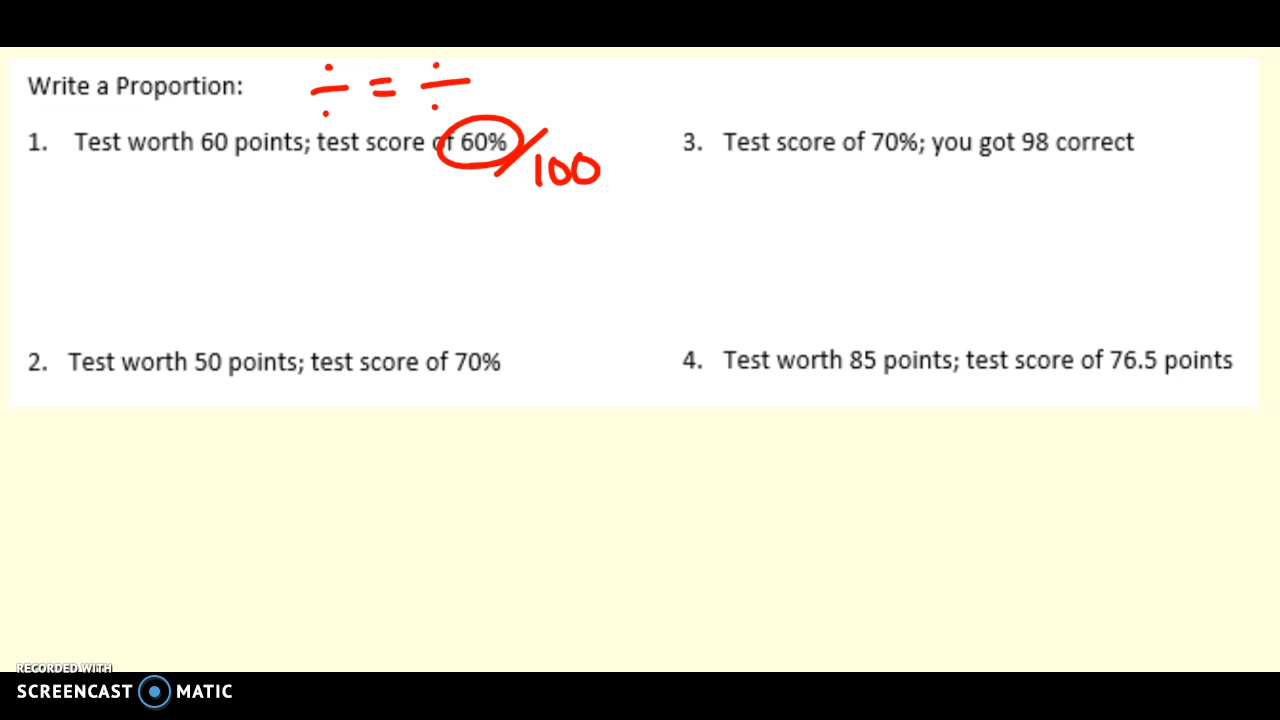 Write a Proportion: ÷ = ÷
1. Test worth 60 points; test score of 60% /100
2. Test worth 50 points; test score of 70%
3. Test score of 70%; you got 98 correct
4. Test worth 85 points; test score of 76.5 points
RECORDED WITH
SCREENCAST MATIC